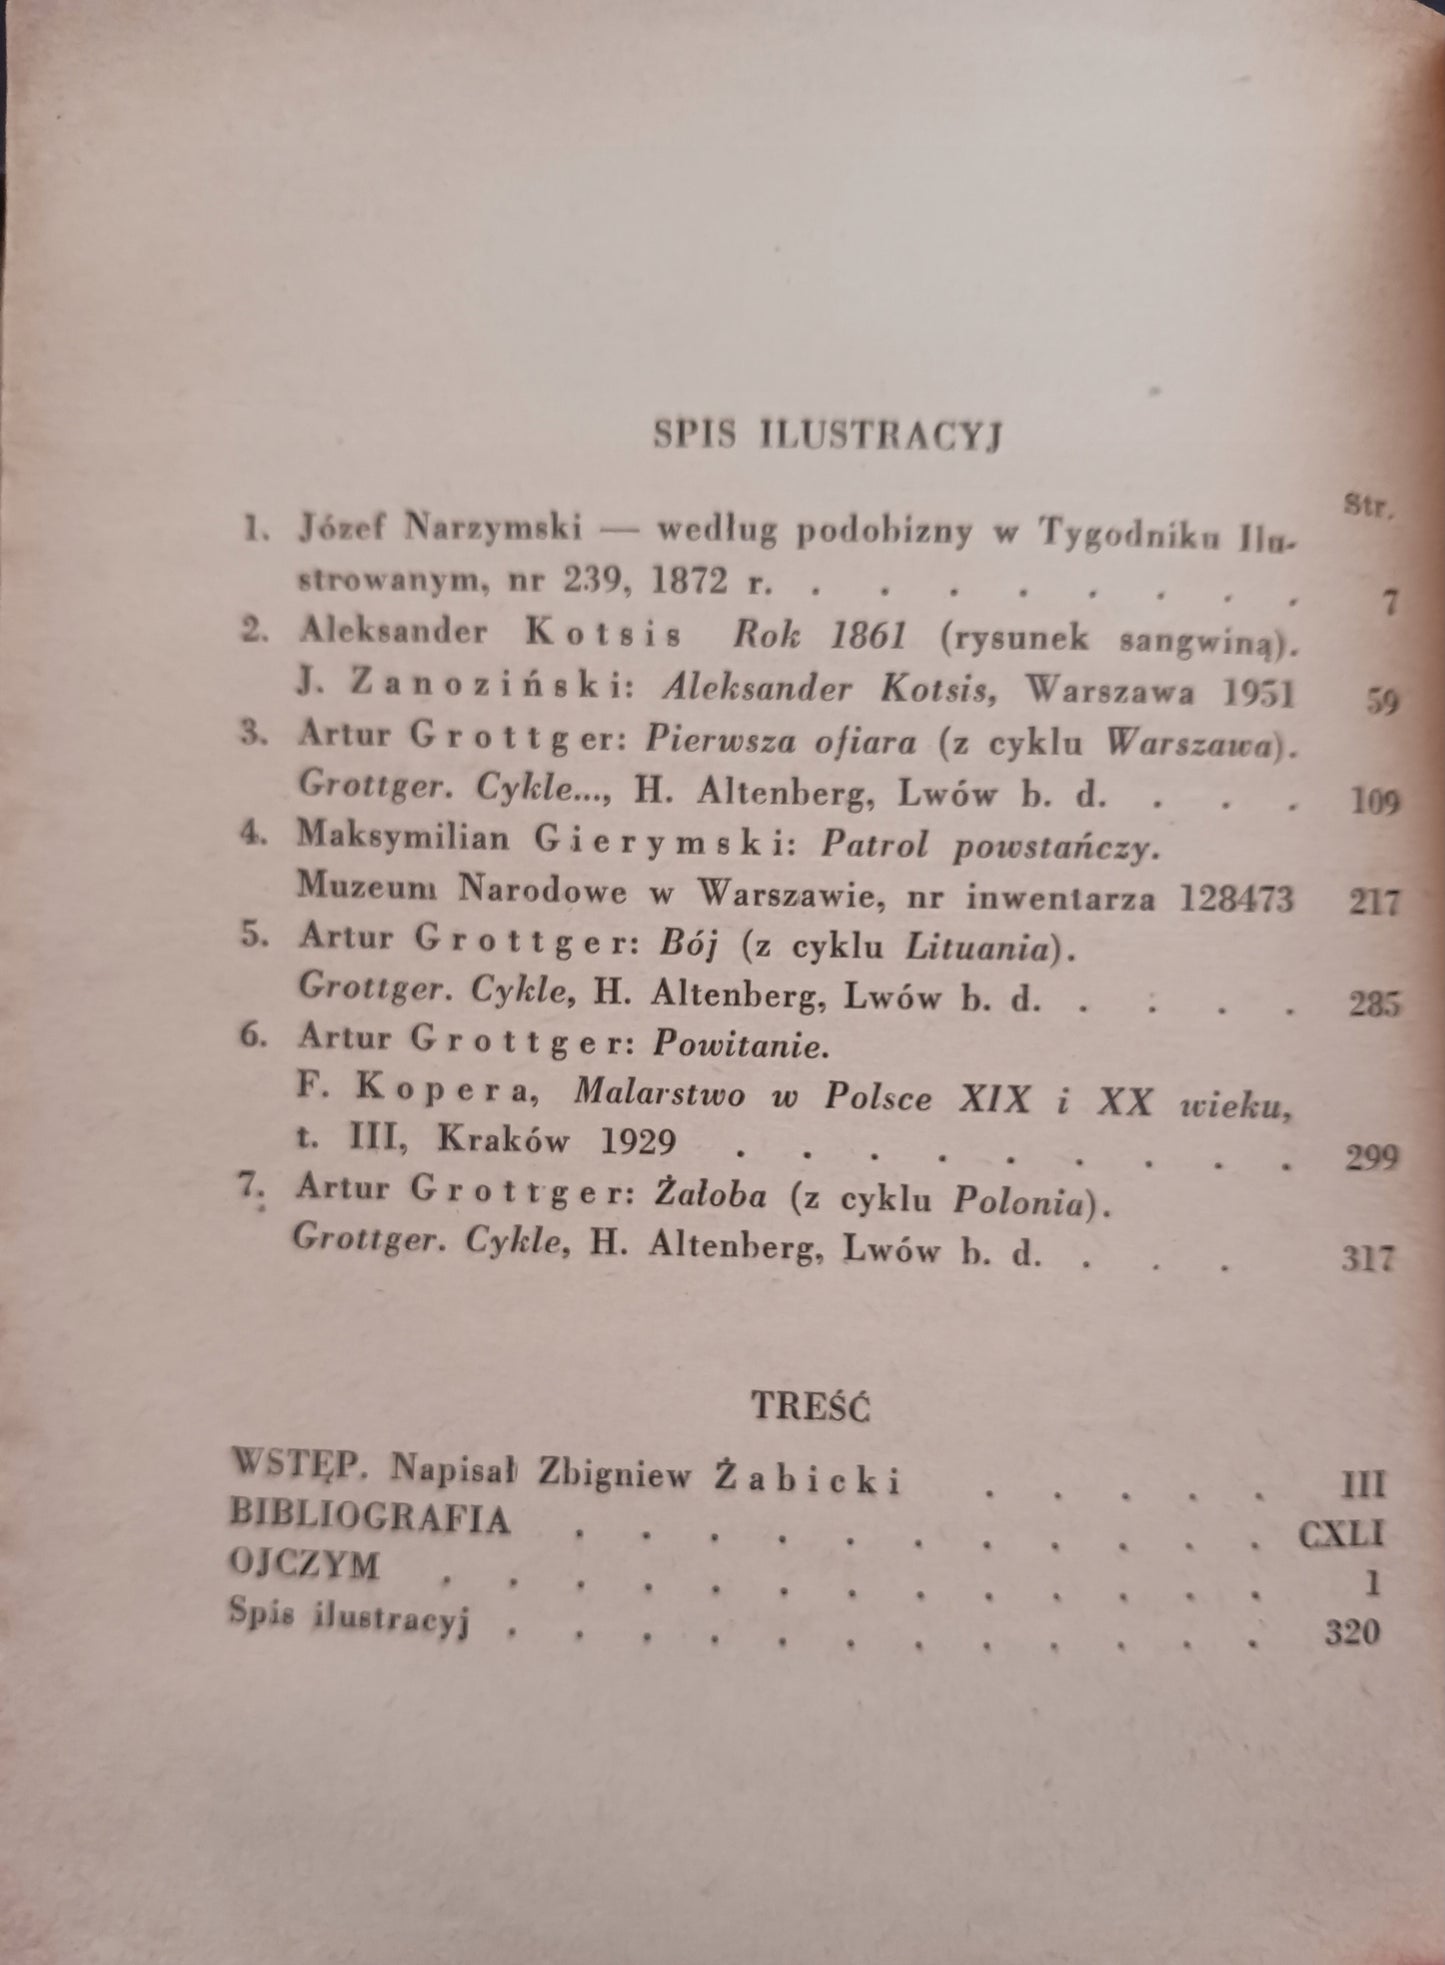 SPIS ILUSTRACYJ
Str.
1. Józef Narzymski — według podobizny w Tygodniku Ilu-
strowanym, nr 239, 1872 r. . . . . . . . . 7
2. Aleksander Kotsis Rok 1861 (rysunek sangwiną).
J. Zanoziński: Aleksander Kotsis, Warszawa 1951 59
3. Artur Grottger: Pierwsza ofiara (z cyklu Warszawa).
Grottger. Cykle..., H. Altenberg, Lwów b. d. . . . 109
4. Maksymilian Gierymski: Patrol powstańczy.
Muzeum Narodowe w Warszawie, nr inwentarza 128473 217
5. Artur Grottger: Bój (z cyklu Lituania).
Grottger. Cykle, H. Altenberg, Lwów b. d. . . . . 285
6. Artur Grottger: Powitanie.
F. Kopera, Malarstwo w Polsce XIX i XX wieku,
t. III, Kraków 1929 . . . . . . . . . 299
7. Artur Grottger: Żałoba (z cyklu Polonia).
Grottger. Cykle, H. Altenberg, Lwów b. d. . . . 317
TREŚĆ
WSTĘP. Napisał Zbigniew Żabicki . . . . . III
BIBLIOGRAFIA . . . . . . . . . . . CXLI
OJCZYM . . . . . . . . . . . . . 1
Spis ilustracyj . . . . . . . . . . . . 320